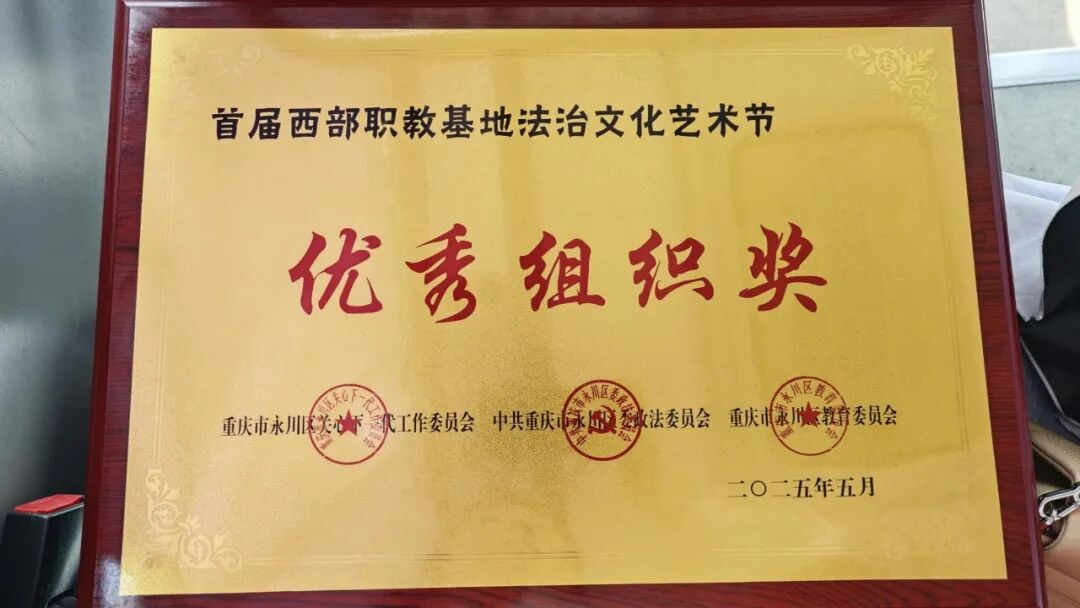 首届西部职教基地法治文化艺术节
优秀组织奖
重庆市永川区关心下一代工作委员会 中共重庆市永川区委政法委员会 重庆市永川区教育委员会
二〇二五年五月